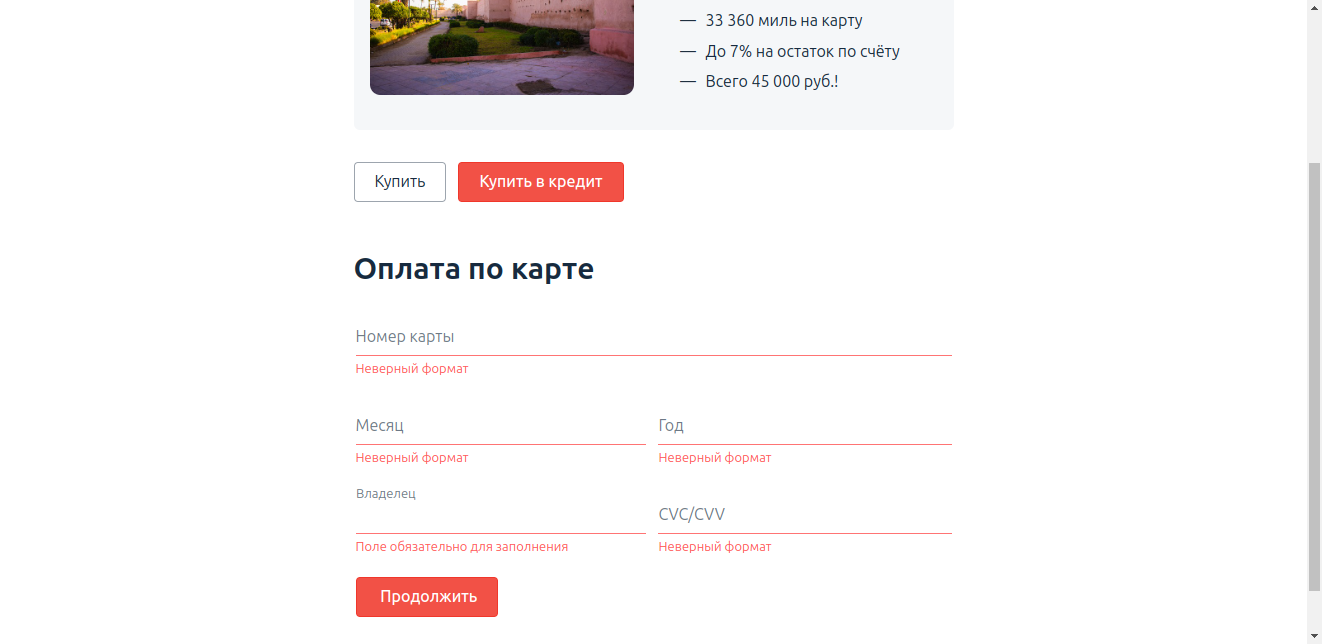 — 33 360 миль на карту
— До 7% на остаток по счёту
— Всего 45 000 руб.!
Купить Купить в кредит
Оплата по карте
Номер карты
Неверный формат
Месяц Год
Неверный формат Неверный формат
Владелец
CVC/CVV
Поле обязательно для заполнения Неверный формат
Продолжить